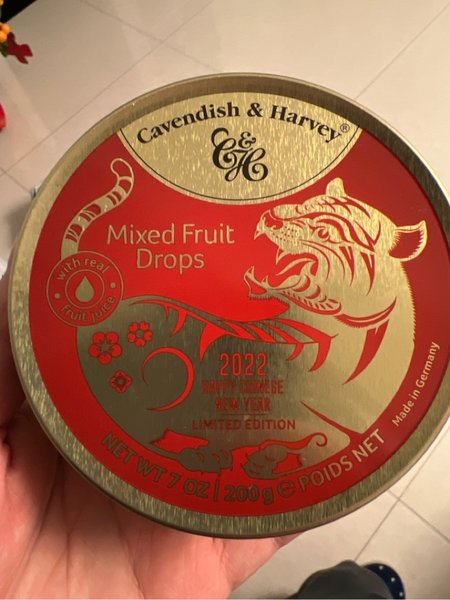 Cavendish & Harvey®
C&H
Mixed Fruit
Drops
with real
fruit juice
2022
HAPPY CHINESE
NEW YEAR
LIMITED EDITION
Made in Germany
NET WT 7 OZ | 200g ℮ POIDS NET